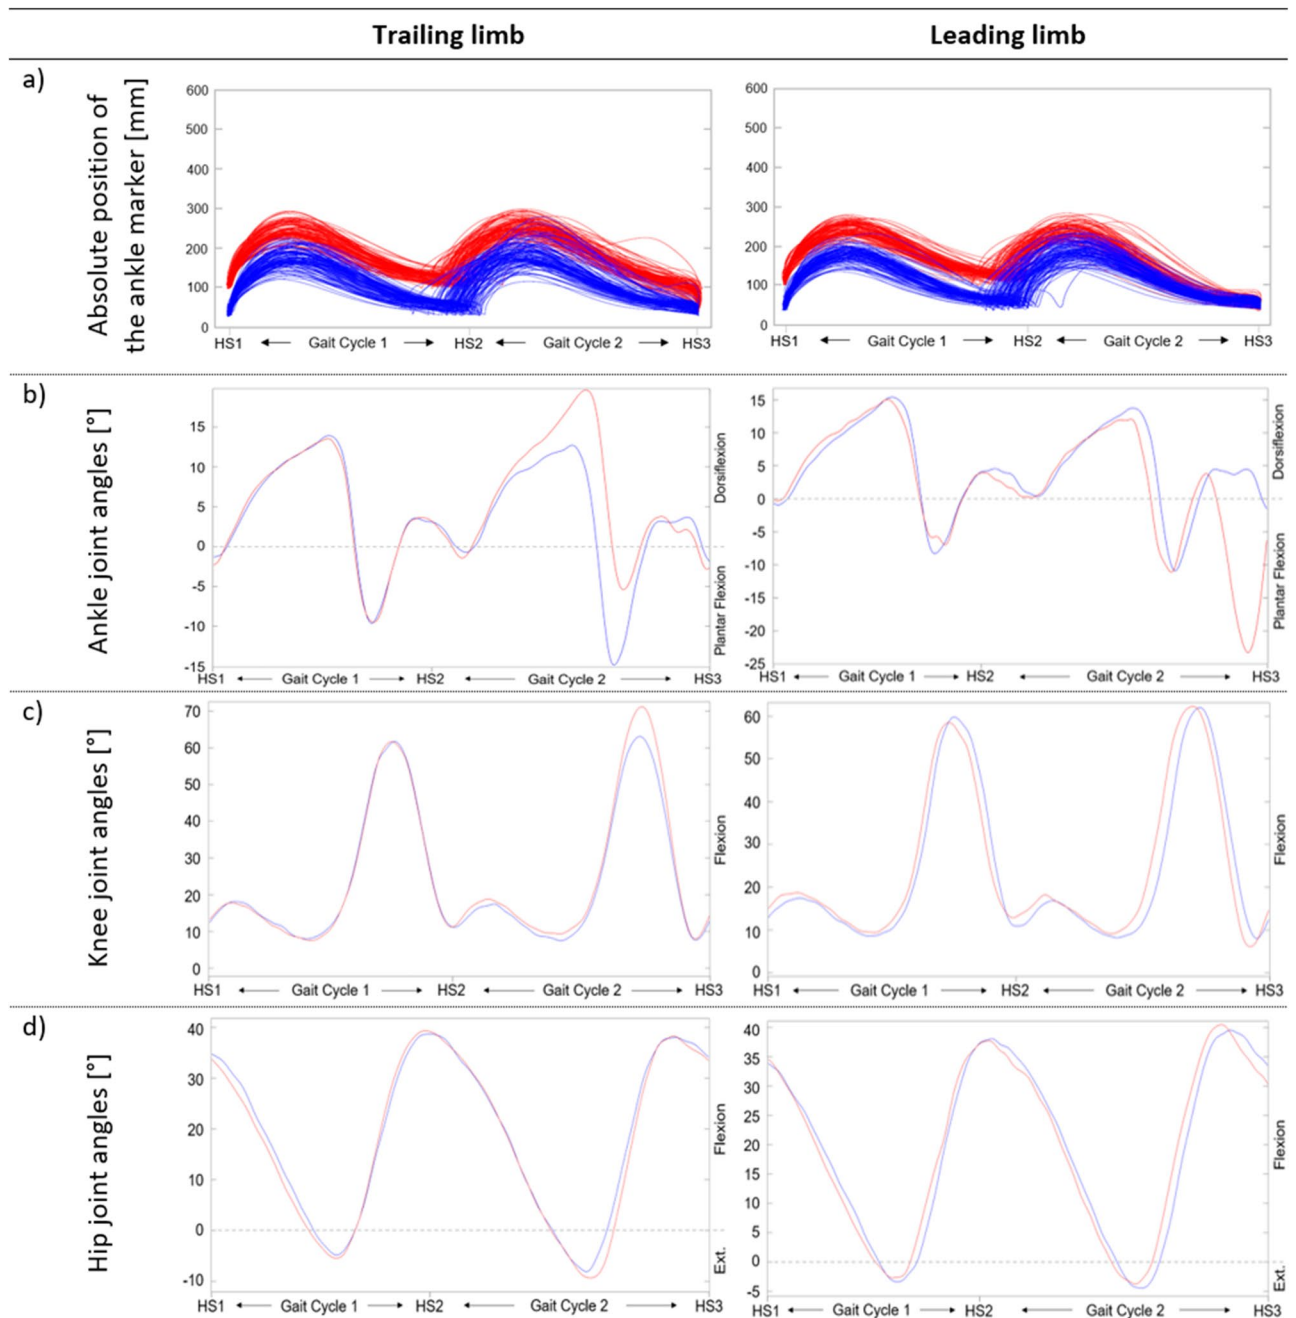 Trailing limb
Leading limb
a)
Absolute position of
the ankle marker [mm]
600
500
400
300
200
100
0
HS1
Gait Cycle 1
HS2
Gait Cycle 2
HS3
600
500
400
300
200
100
0
HS1
Gait Cycle 1
HS2
Gait Cycle 2
HS3
b)
Ankle joint angles [°]
15
10
5
0
-5
-10
-15
Dorsiflexion
Plantar Flexion
HS1
Gait Cycle 1
HS2
Gait Cycle 2
HS3
15
10
5
0
-5
-10
-15
-20
-25
Dorsiflexion
Plantar Flexion
HS1
Gait Cycle 1
HS2
Gait Cycle 2
HS3
c)
Knee joint angles [°]
70
60
50
40
30
20
10
0
Flexion
HS1
Gait Cycle 1
HS2
Gait Cycle 2
HS3
60
50
40
30
20
10
0
Flexion
HS1
Gait Cycle 1
HS2
Gait Cycle 2
HS3
d)
Hip joint angles [°]
40
30
20
10
0
-10
Flexion
Ext.
HS1
Gait Cycle 1
HS2
Gait Cycle 2
HS3
40
35
30
25
20
15
10
5
0
-5
Flexion
Ext.
HS1
Gait Cycle 1
HS2
Gait Cycle 2
HS3